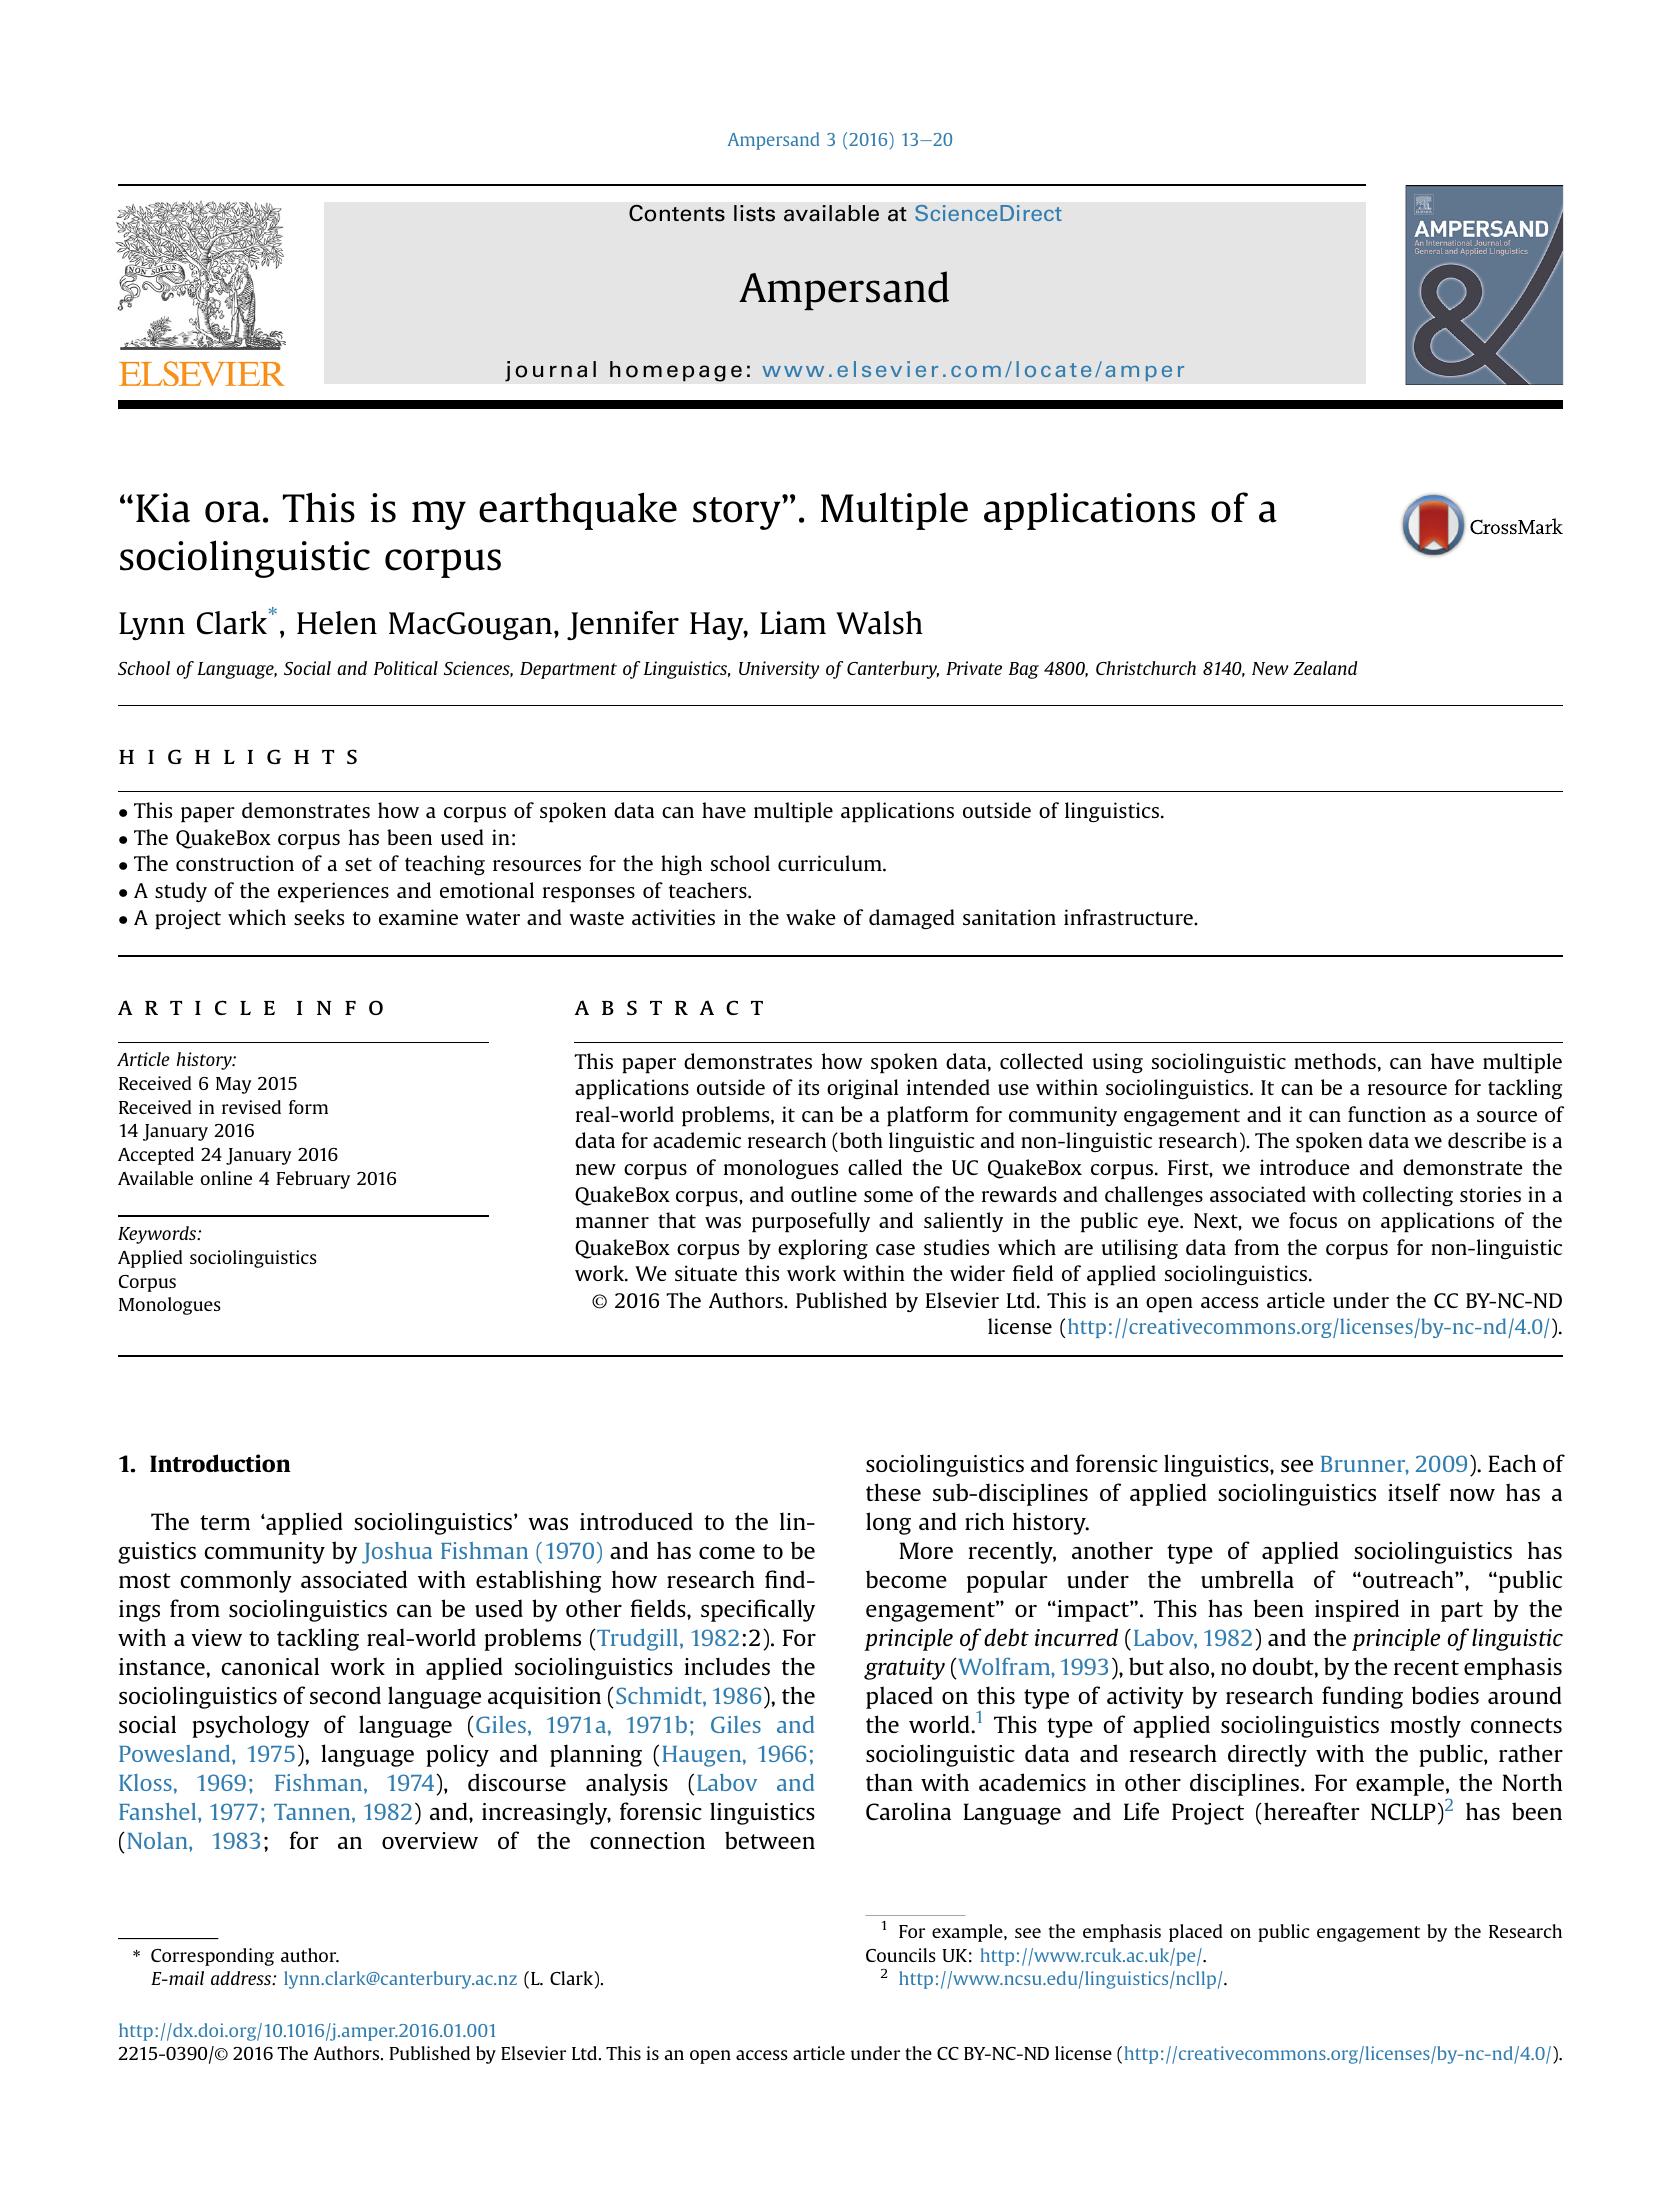 Ampersand 3 (2016) 13–20
NON SOLUS
ELSEVIER
Contents lists available at ScienceDirect
Ampersand
journal homepage: www.elsevier.com/locate/amper
AMPERSAND
An International Journal of
General and Applied Linguistics
&
“Kia ora. This is my earthquake story”. Multiple applications of a
sociolinguistic corpus
CrossMark
Lynn Clark*, Helen MacGougan, Jennifer Hay, Liam Walsh
School of Language, Social and Political Sciences, Department of Linguistics, University of Canterbury, Private Bag 4800, Christchurch 8140, New Zealand
HIGHLIGHTS
• This paper demonstrates how a corpus of spoken data can have multiple applications outside of linguistics.
• The QuakeBox corpus has been used in:
• The construction of a set of teaching resources for the high school curriculum.
• A study of the experiences and emotional responses of teachers.
• A project which seeks to examine water and waste activities in the wake of damaged sanitation infrastructure.
ARTICLE INFO
Article history:
Received 6 May 2015
Received in revised form
14 January 2016
Accepted 24 January 2016
Available online 4 February 2016
Keywords:
Applied sociolinguistics
Corpus
Monologues
ABSTRACT
This paper demonstrates how spoken data, collected using sociolinguistic methods, can have multiple
applications outside of its original intended use within sociolinguistics. It can be a resource for tackling
real-world problems, it can be a platform for community engagement and it can function as a source of
data for academic research (both linguistic and non-linguistic research). The spoken data we describe is a
new corpus of monologues called the UC QuakeBox corpus. First, we introduce and demonstrate the
QuakeBox corpus, and outline some of the rewards and challenges associated with collecting stories in a
manner that was purposefully and saliently in the public eye. Next, we focus on applications of the
QuakeBox corpus by exploring case studies which are utilising data from the corpus for non-linguistic
work. We situate this work within the wider field of applied sociolinguistics.
© 2016 The Authors. Published by Elsevier Ltd. This is an open access article under the CC BY-NC-ND
license (http://creativecommons.org/licenses/by-nc-nd/4.0/).
1. Introduction
The term ‘applied sociolinguistics’ was introduced to the lin-
guistics community by Joshua Fishman (1970) and has come to be
most commonly associated with establishing how research find-
ings from sociolinguistics can be used by other fields, specifically
with a view to tackling real-world problems (Trudgill, 1982:2). For
instance, canonical work in applied sociolinguistics includes the
sociolinguistics of second language acquisition (Schmidt, 1986), the
social psychology of language (Giles, 1971a, 1971b; Giles and
Powesland, 1975), language policy and planning (Haugen, 1966;
Kloss, 1969; Fishman, 1974), discourse analysis (Labov and
Fanshel, 1977; Tannen, 1982) and, increasingly, forensic linguistics
(Nolan, 1983; for an overview of the connection between
sociolinguistics and forensic linguistics, see Brunner, 2009). Each of
these sub-disciplines of applied sociolinguistics itself now has a
long and rich history.
More recently, another type of applied sociolinguistics has
become popular under the umbrella of “outreach”, “public
engagement” or “impact”. This has been inspired in part by the
principle of debt incurred (Labov, 1982) and the principle of linguistic
gratuity (Wolfram, 1993), but also, no doubt, by the recent emphasis
placed on this type of activity by research funding bodies around
the world.1 This type of applied sociolinguistics mostly connects
sociolinguistic data and research directly with the public, rather
than with academics in other disciplines. For example, the North
Carolina Language and Life Project (hereafter NCLLP)2 has been
* Corresponding author.
E-mail address: lynn.clark@canterbury.ac.nz (L. Clark).
1 For example, see the emphasis placed on public engagement by the Research
Councils UK: http://www.rcuk.ac.uk/pe/.
2 http://www.ncsu.edu/linguistics/ncllp/.
http://dx.doi.org/10.1016/j.amper.2016.01.001
2215-0390/© 2016 The Authors. Published by Elsevier Ltd. This is an open access article under the CC BY-NC-ND license (http://creativecommons.org/licenses/by-nc-nd/4.0/).